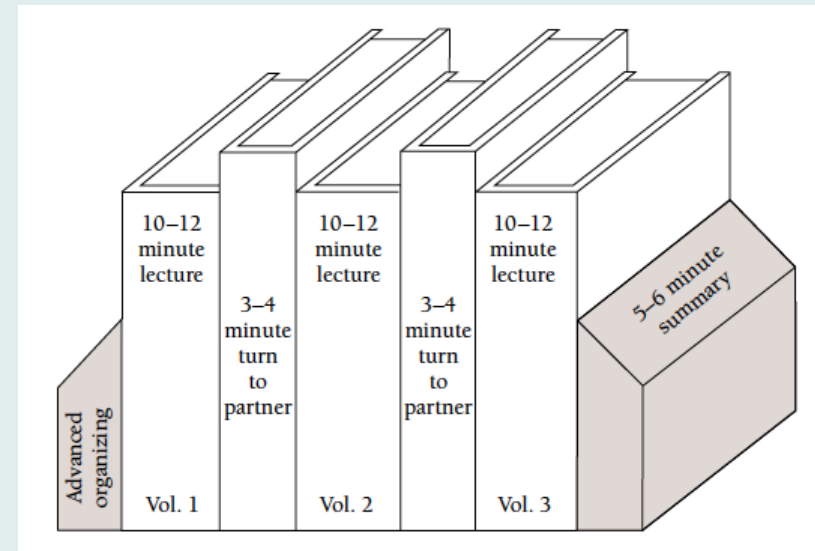 Advanced
organizing
10–12
minute
lecture
Vol. 1
3–4
minute
turn
to
partner
10–12
minute
lecture
Vol. 2
3–4
minute
turn
to
partner
10–12
minute
lecture
Vol. 3
5–6 minute
summary